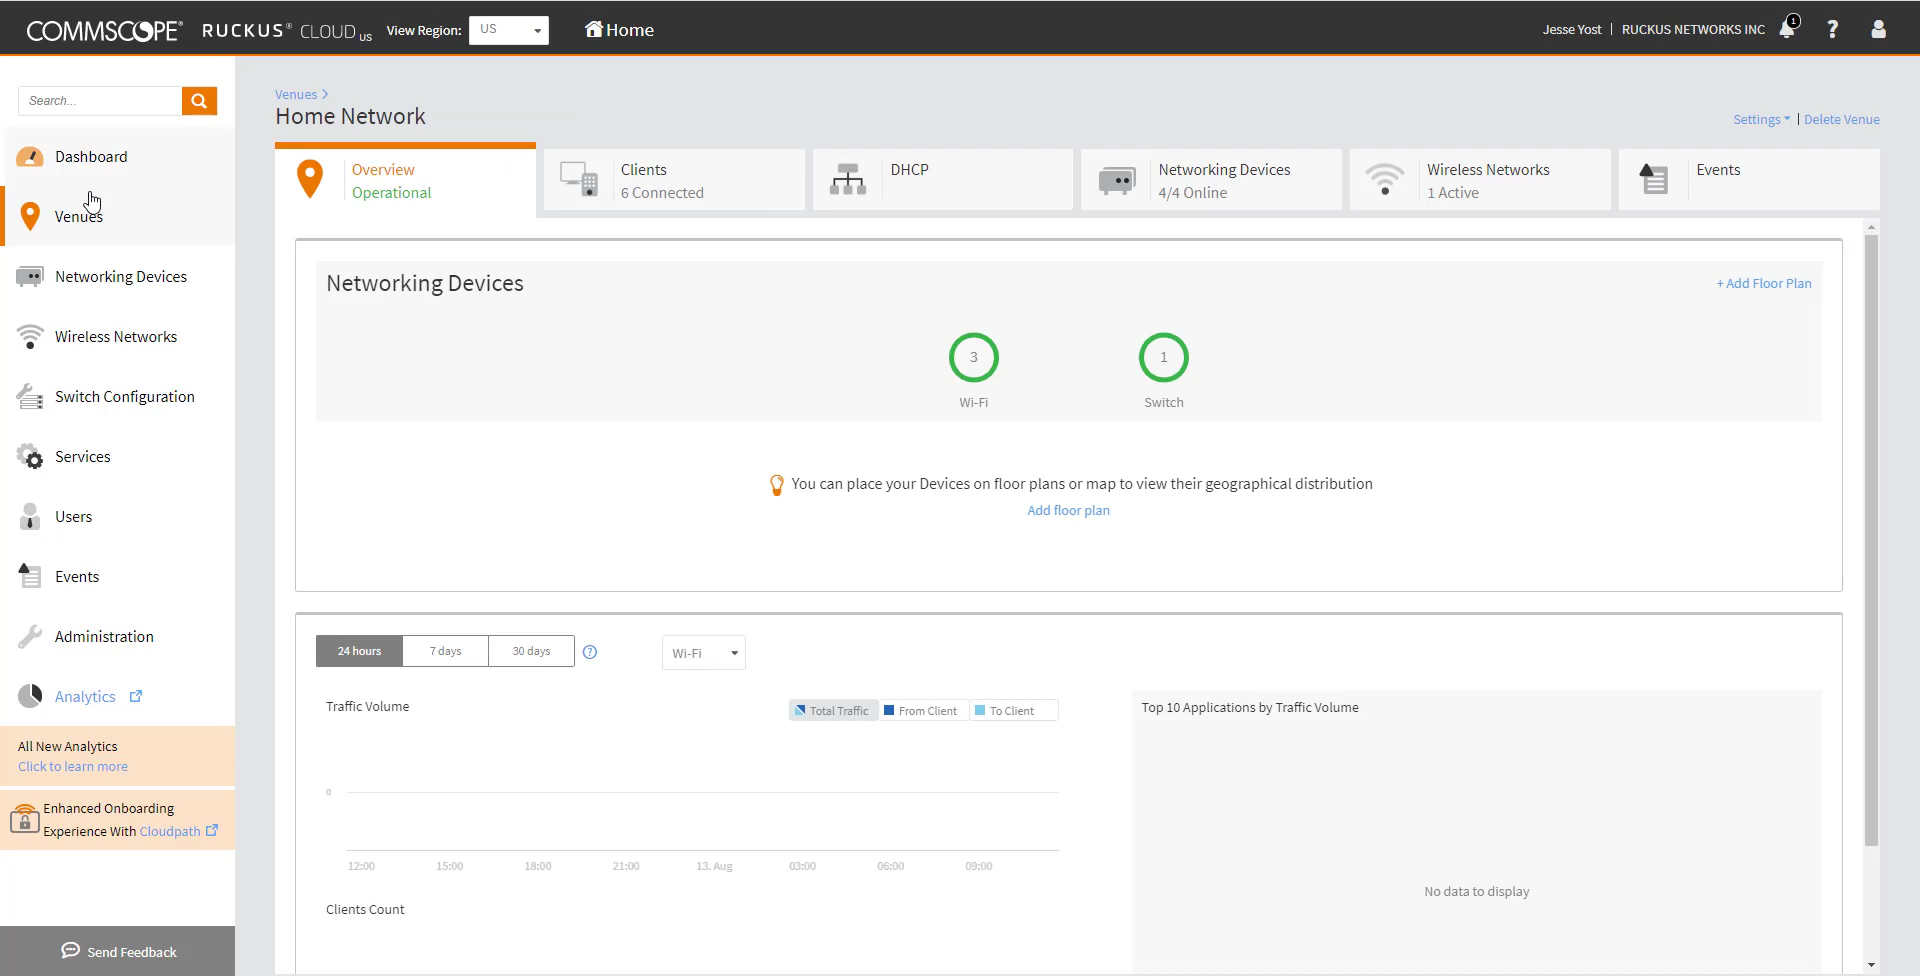 COMMSCOPE® RUCKUS® CLOUD US View Region: US Home Jesse Yost | RUCKUS NETWORKS INC 1 ?
Search...
Dashboard
Venues
Networking Devices
Wireless Networks
Switch Configuration
Services
Users
Events
Administration
Analytics
All New Analytics
Click to learn more
Enhanced Onboarding
Experience With Cloudpath
Send Feedback
Venues >
Home Network
Settings | Delete Venue
Overview
Operational
Clients
6 Connected
DHCP
Networking Devices
4/4 Online
Wireless Networks
1 Active
Events
Networking Devices
+ Add Floor Plan
3
Wi-Fi
1
Switch
You can place your Devices on floor plans or map to view their geographical distribution
Add floor plan
24 hours 7 days 30 days ? Wi-Fi
Traffic Volume
Total Traffic From Client To Client
0
12:00 15:00 18:00 21:00 13. Aug 03:00 06:00 09:00
Clients Count
Top 10 Applications by Traffic Volume
No data to display